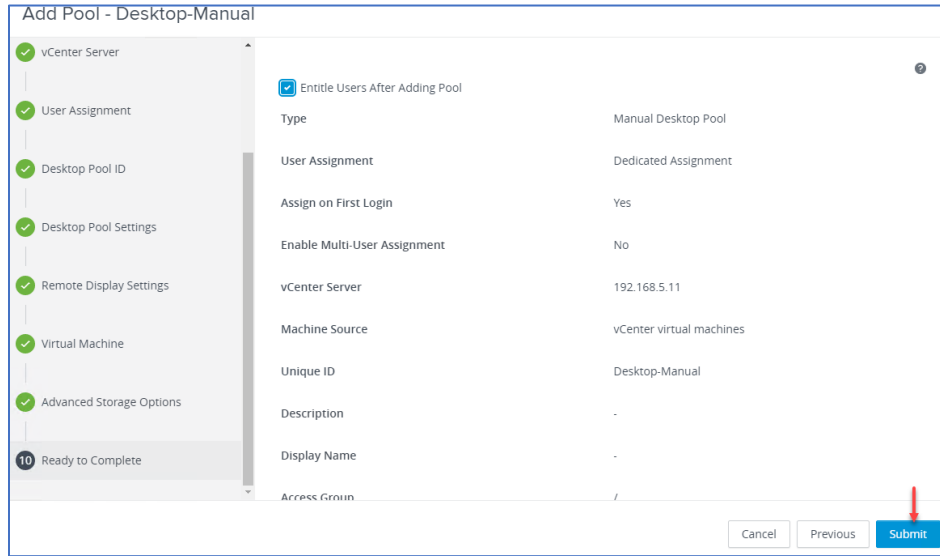 Add Pool - Desktop-Manual
vCenter Server
User Assignment
Desktop Pool ID
Desktop Pool Settings
Remote Display Settings
Virtual Machine
Advanced Storage Options
10 Ready to Complete
?
Entitle Users After Adding Pool
Type Manual Desktop Pool
User Assignment Dedicated Assignment
Assign on First Login Yes
Enable Multi-User Assignment No
vCenter Server 192.168.5.11
Machine Source vCenter virtual machines
Unique ID Desktop-Manual
Description -
Display Name -
Access Group /
Cancel Previous Submit